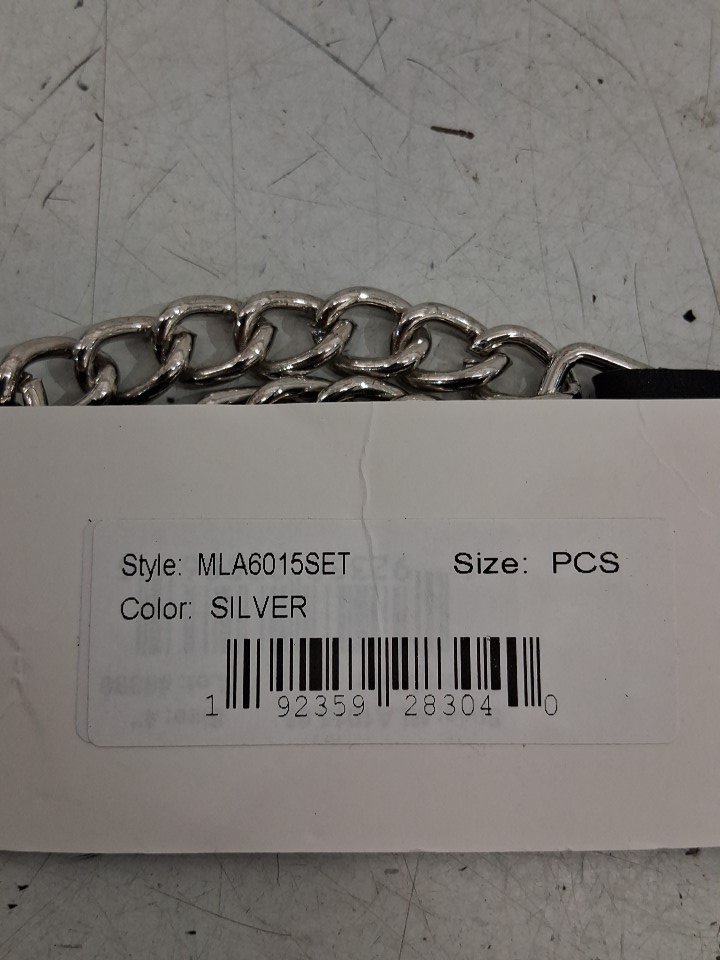 Style: MLA6015SET Size: PCS
Color: SILVER
1 92359 28304 0